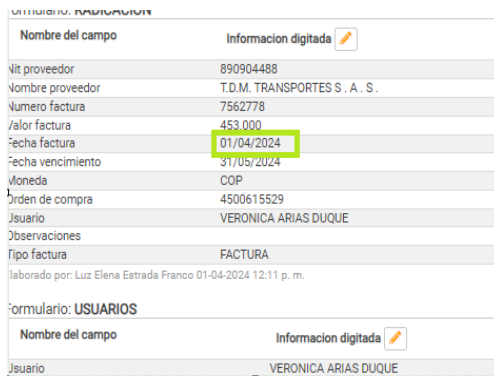 Formulario: RADICACIÓN
Nombre del campo Informacion digitada
Nit proveedor 890904488
Nombre proveedor T.D.M. TRANSPORTES S . A . S .
Numero factura 7562778
Valor factura 453.000
Fecha factura 01/04/2024
Fecha vencimiento 31/05/2024
Moneda COP
Orden de compra 4500615529
Usuario VERONICA ARIAS DUQUE
Observaciones
Tipo factura FACTURA
Elaborado por: Luz Elena Estrada Franco 01-04-2024 12:11 p. m.
Formulario: USUARIOS
Nombre del campo Informacion digitada
Usuario VERONICA ARIAS DUQUE